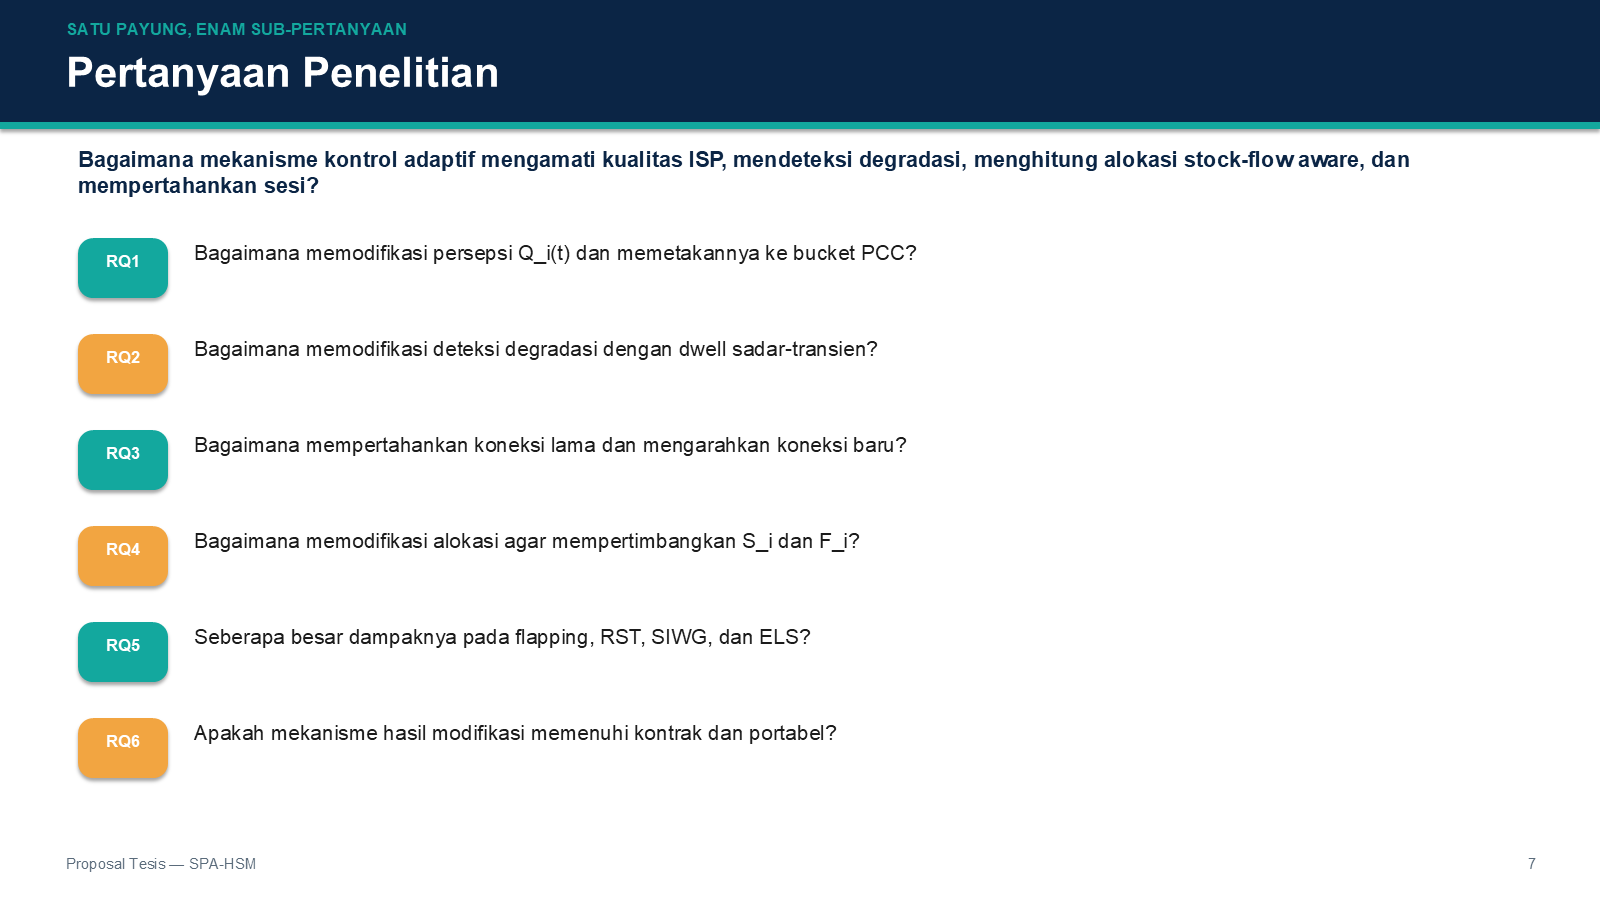 SATU PAYUNG, ENAM SUB-PERTANYAAN
Pertanyaan Penelitian
Bagaimana mekanisme kontrol adaptif mengamati kualitas ISP, mendeteksi degradasi, menghitung alokasi stock-flow aware, dan
mempertahankan sesi?
RQ1
Bagaimana memodifikasi persepsi Q_i(t) dan memetakannya ke bucket PCC?
RQ2
Bagaimana memodifikasi deteksi degradasi dengan dwell sadar-transien?
RQ3
Bagaimana mempertahankan koneksi lama dan mengarahkan koneksi baru?
RQ4
Bagaimana memodifikasi alokasi agar mempertimbangkan S_i dan F_i?
RQ5
Seberapa besar dampaknya pada flapping, RST, SIWG, dan ELS?
RQ6
Apakah mekanisme hasil modifikasi memenuhi kontrak dan portabel?
Proposal Tesis — SPA-HSM
7